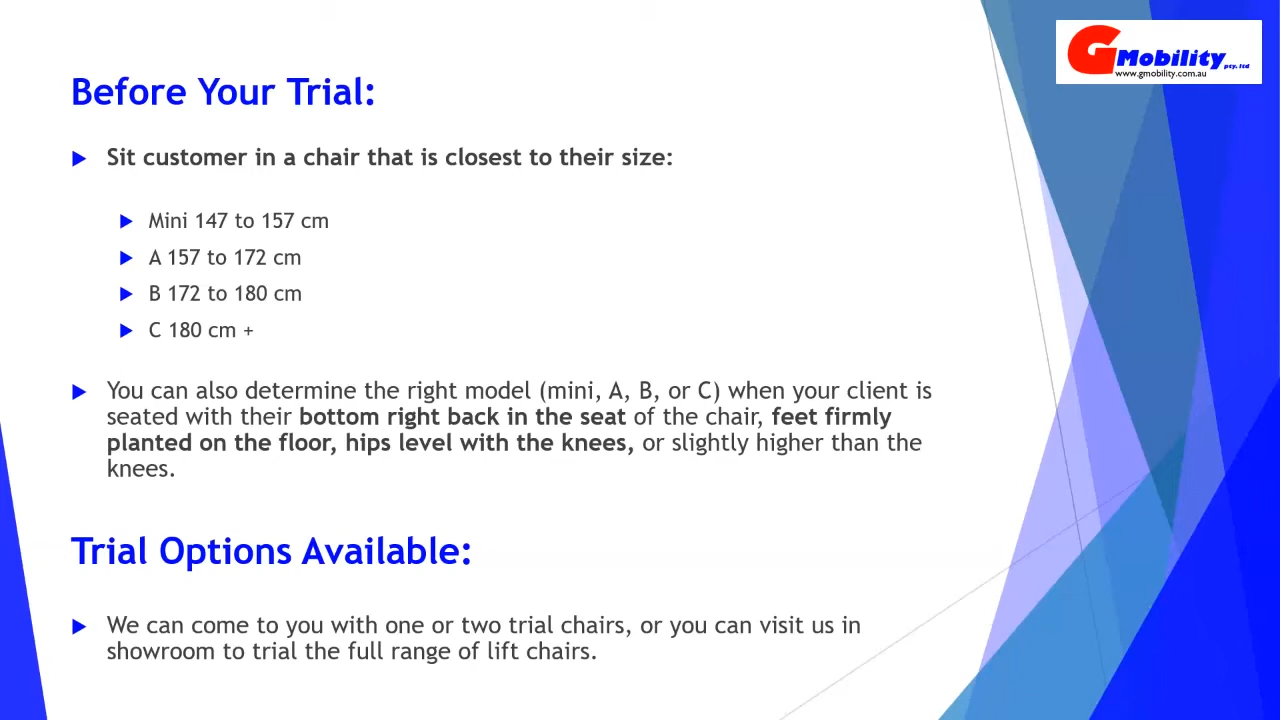 GMobility pty. ltd
www.gmobility.com.au
Before Your Trial:
Sit customer in a chair that is closest to their size:
Mini 147 to 157 cm
A 157 to 172 cm
B 172 to 180 cm
C 180 cm +
You can also determine the right model (mini, A, B, or C) when your client is
seated with their bottom right back in the seat of the chair, feet firmly
planted on the floor, hips level with the knees, or slightly higher than the
knees.
Trial Options Available:
We can come to you with one or two trial chairs, or you can visit us in
showroom to trial the full range of lift chairs.